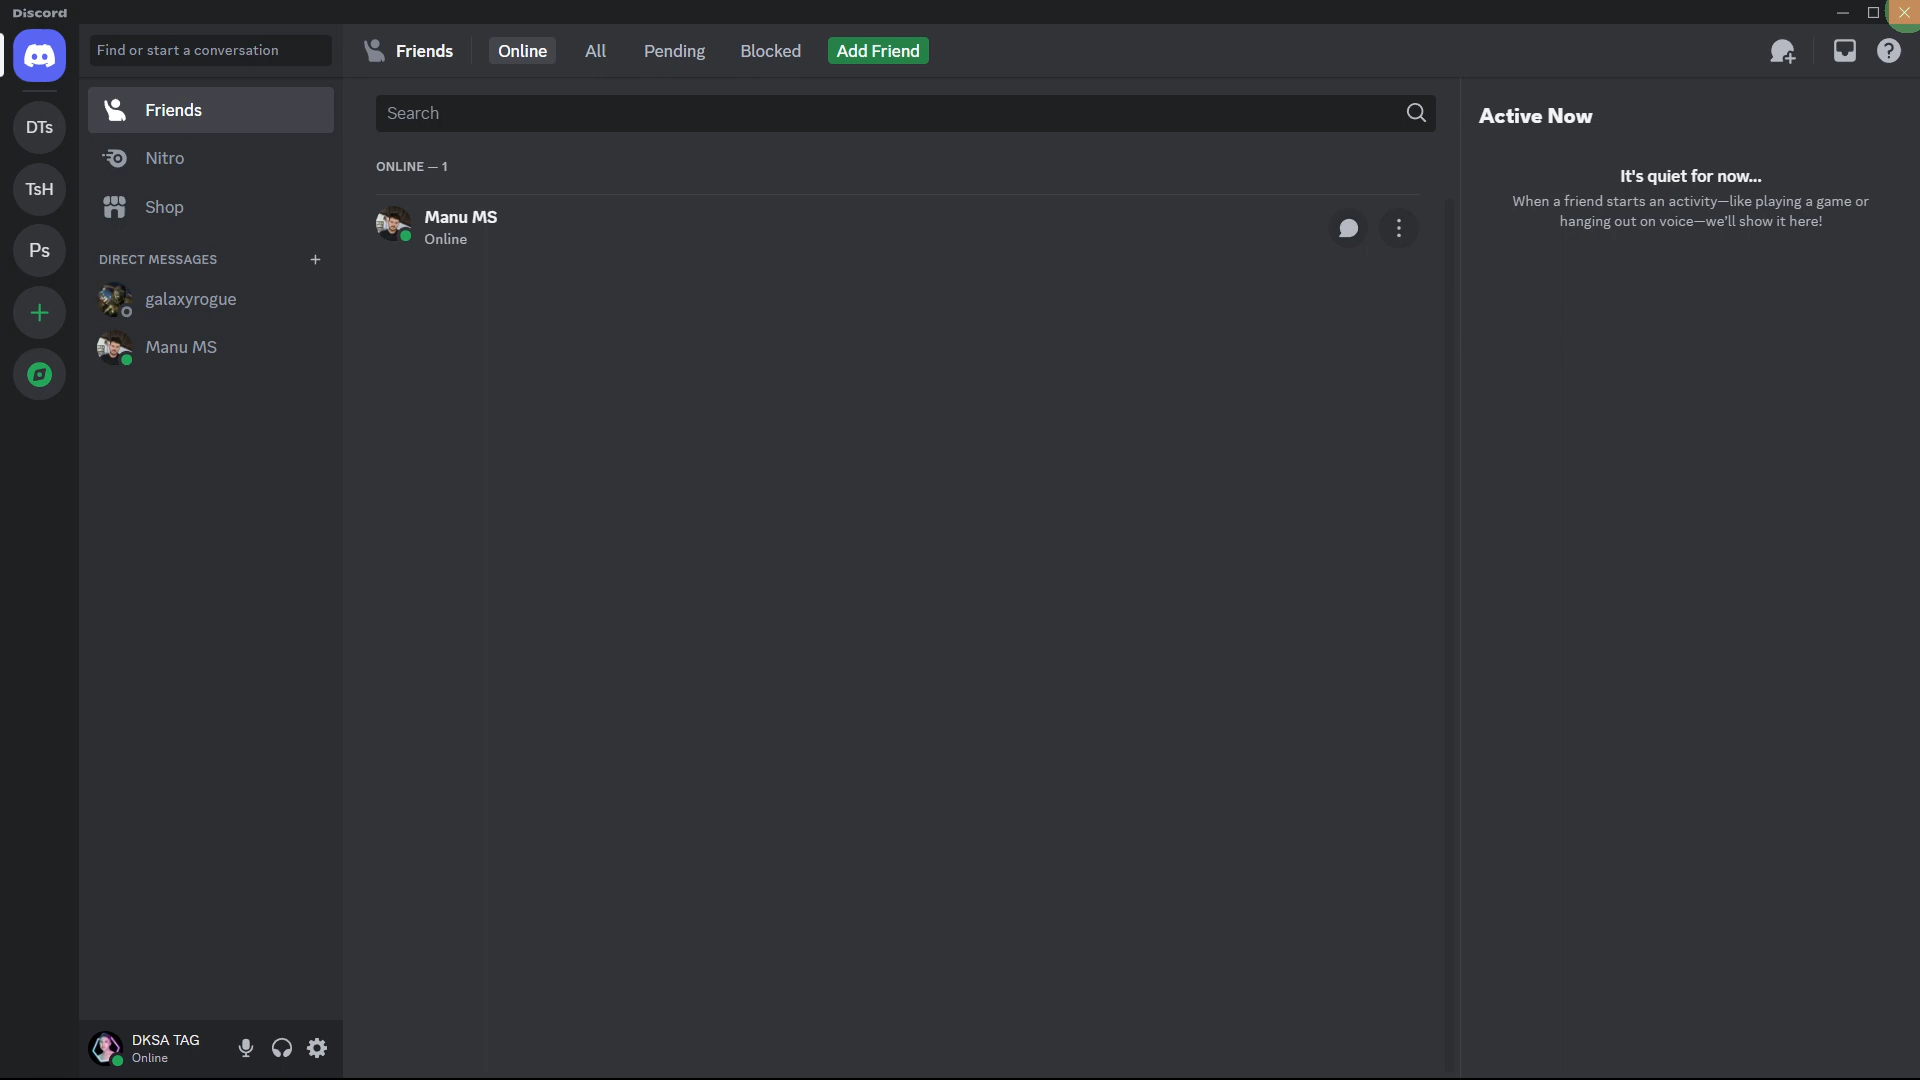 Discord
Find or start a conversation
Friends
Online
All
Pending
Blocked
Add Friend
DTs
TsH
Ps
Friends
Nitro
Shop
DIRECT MESSAGES
galaxyrogue
Manu MS
Search
ONLINE — 1
Manu MS
Online
Active Now
It's quiet for now...
When a friend starts an activity—like playing a game or
hanging out on voice—we'll show it here!
DKSA TAG
Online